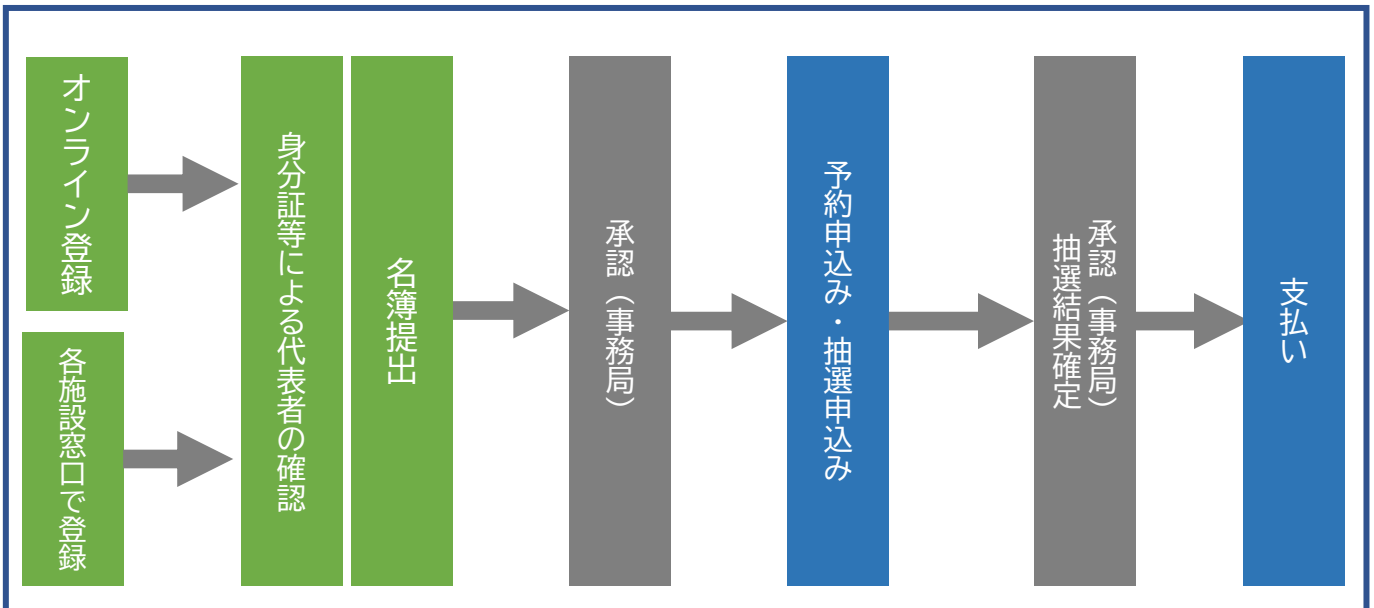 オンライン登録
各施設窓口で登録
身分証等による代表者の確認
名簿提出
承認（事務局）
予約申込み・抽選申込み
承認（事務局）
抽選結果確定
支払い